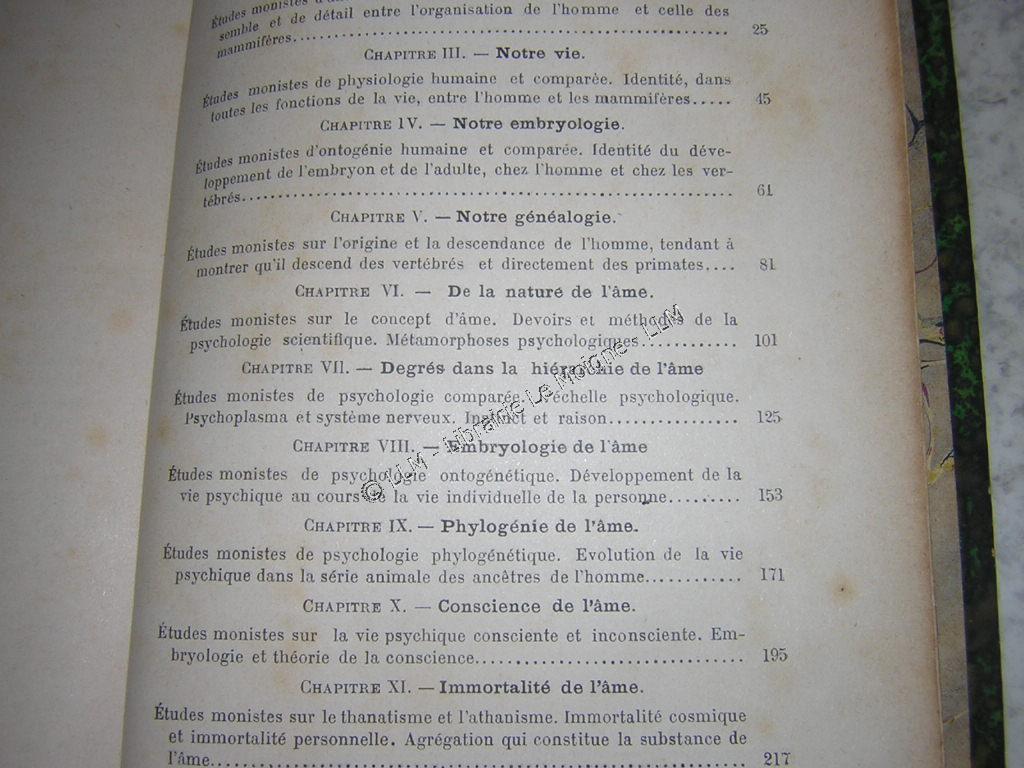 Études monistes d'
semble et de détail entre l'organisation de l'homme et celle des
mammifères................ 25
CHAPITRE III. — Notre vie.
Études monistes de physiologie humaine et comparée. Identité, dans
toutes les fonctions de la vie, entre l'homme et les mammifères..... 45
CHAPITRE IV. — Notre embryologie.
Études monistes d'ontogénie humaine et comparée. Identité du déve-
loppement de l'embryon et de l'adulte, chez l'homme et chez les ver-
tébrés................ 61
CHAPITRE V. — Notre généalogie.
Études monistes sur l'origine et la descendance de l'homme, tendant à
montrer qu'il descend des vertébrés et directement des primates.... 81
CHAPITRE VI. — De la nature de l'âme.
Études monistes sur le concept d'âme. Devoirs et méthodes de la
psychologie scientifique. Métamorphoses psychologiques............ 101
CHAPITRE VII. — Degrés dans la hiérarchie de l'âme
Études monistes de psychologie comparée. L'échelle psychologique.
Psychoplasma et système nerveux. Instinct et raison................ 125
CHAPITRE VIII. — Embryologie de l'âme
Études monistes de psychologie ontogénétique. Développement de la
vie psychique au cours de la vie individuelle de la personne......... 153
CHAPITRE IX. — Phylogénie de l'âme.
Études monistes de psychologie phylogénétique. Evolution de la vie
psychique dans la série animale des ancêtres de l'homme............ 171
CHAPITRE X. — Conscience de l'âme.
Études monistes sur la vie psychique consciente et inconsciente. Em-
bryologie et théorie de la conscience................ 195
CHAPITRE XI. — Immortalité de l'âme.
Études monistes sur le thanatisme et l'athanisme. Immortalité cosmique
et immortalité personnelle. Agrégation qui constitue la substance de
l'âme................ 217
© LLM - Librairie Le Moigne - LLM